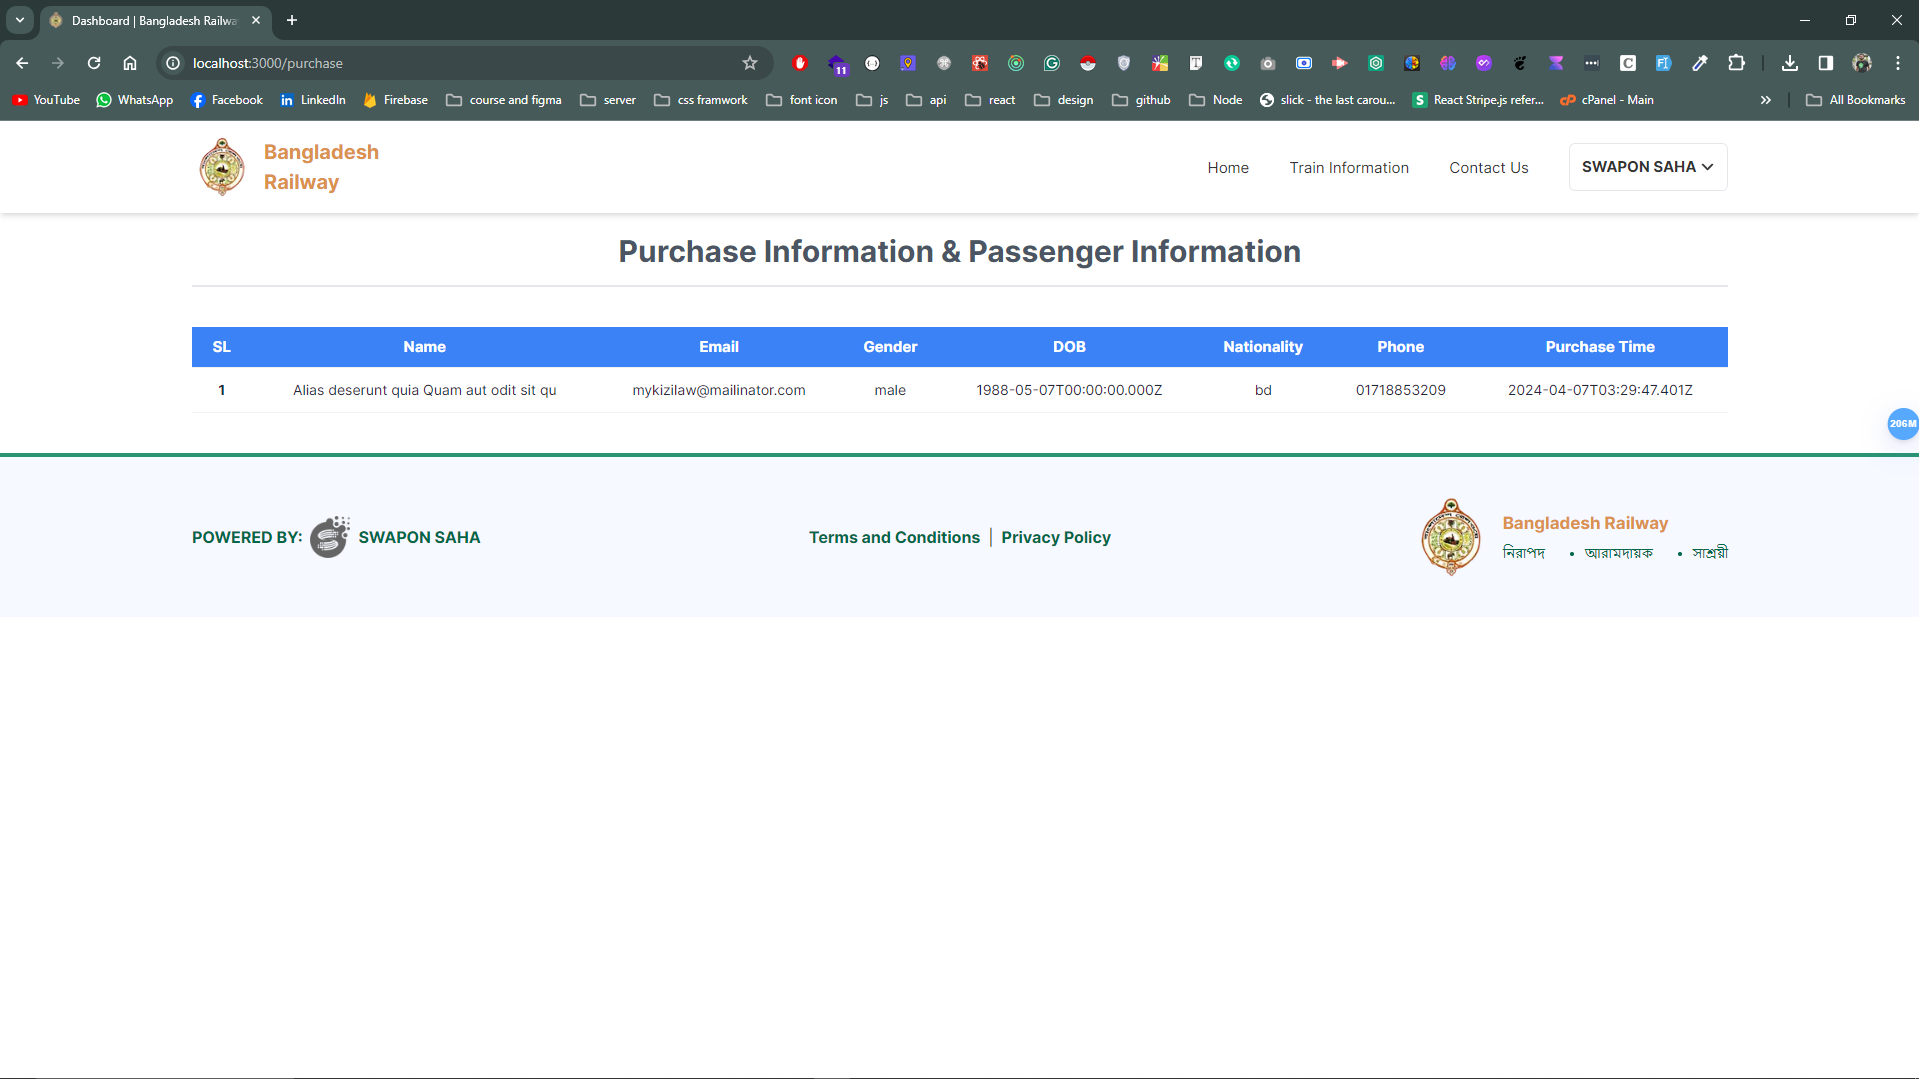 Dashboard | Bangladesh Railwa
localhost:3000/purchase
11
YouTube WhatsApp Facebook LinkedIn Firebase course and figma server css framwork font icon js api react design github Node slick - the last carou... React Stripe.js refer... cPanel - Main All Bookmarks
Bangladesh
Railway
Home Train Information Contact Us SWAPON SAHA
Purchase Information & Passenger Information
SL Name Email Gender DOB Nationality Phone Purchase Time
1 Alias deserunt quia Quam aut odit sit qu mykizilaw@mailinator.com male 1988-05-07T00:00:00.000Z bd 01718853209 2024-04-07T03:29:47.401Z
206M
POWERED BY: SWAPON SAHA
Terms and Conditions | Privacy Policy
Bangladesh Railway
নিরাপদ • আরামদায়ক • সাশ্রয়ী